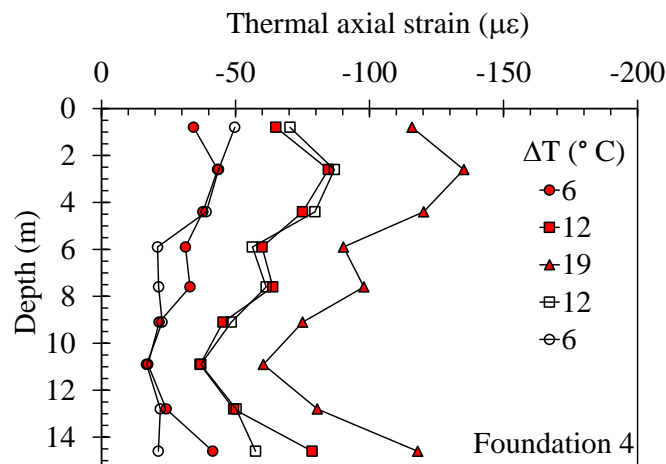 Thermal axial strain (με)
0 -50 -100 -150 -200
Depth (m)
0
2
4
6
8
10
12
14
ΔT (° C)
6
12
19
12
6
Foundation 4